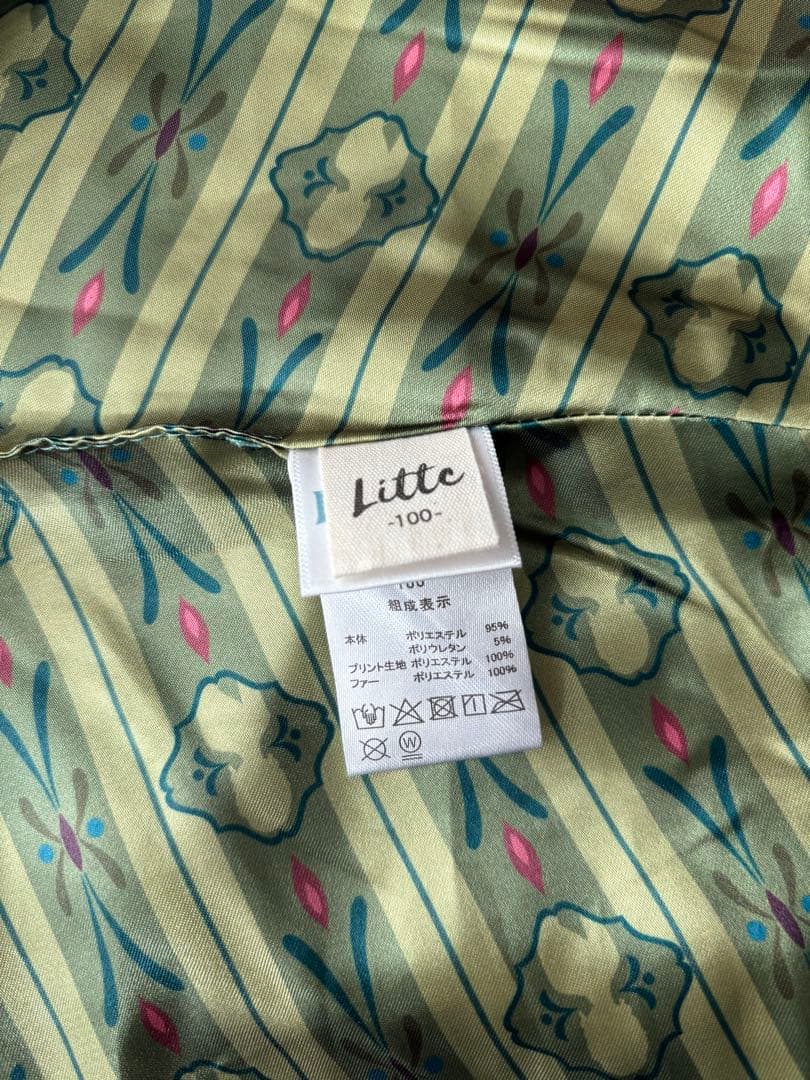 Littc
-100-
100
組成表示
本体 ポリエステル 95%
ポリウレタン 5%
プリント生地 ポリエステル 100%
ファー ポリエステル 100%
W